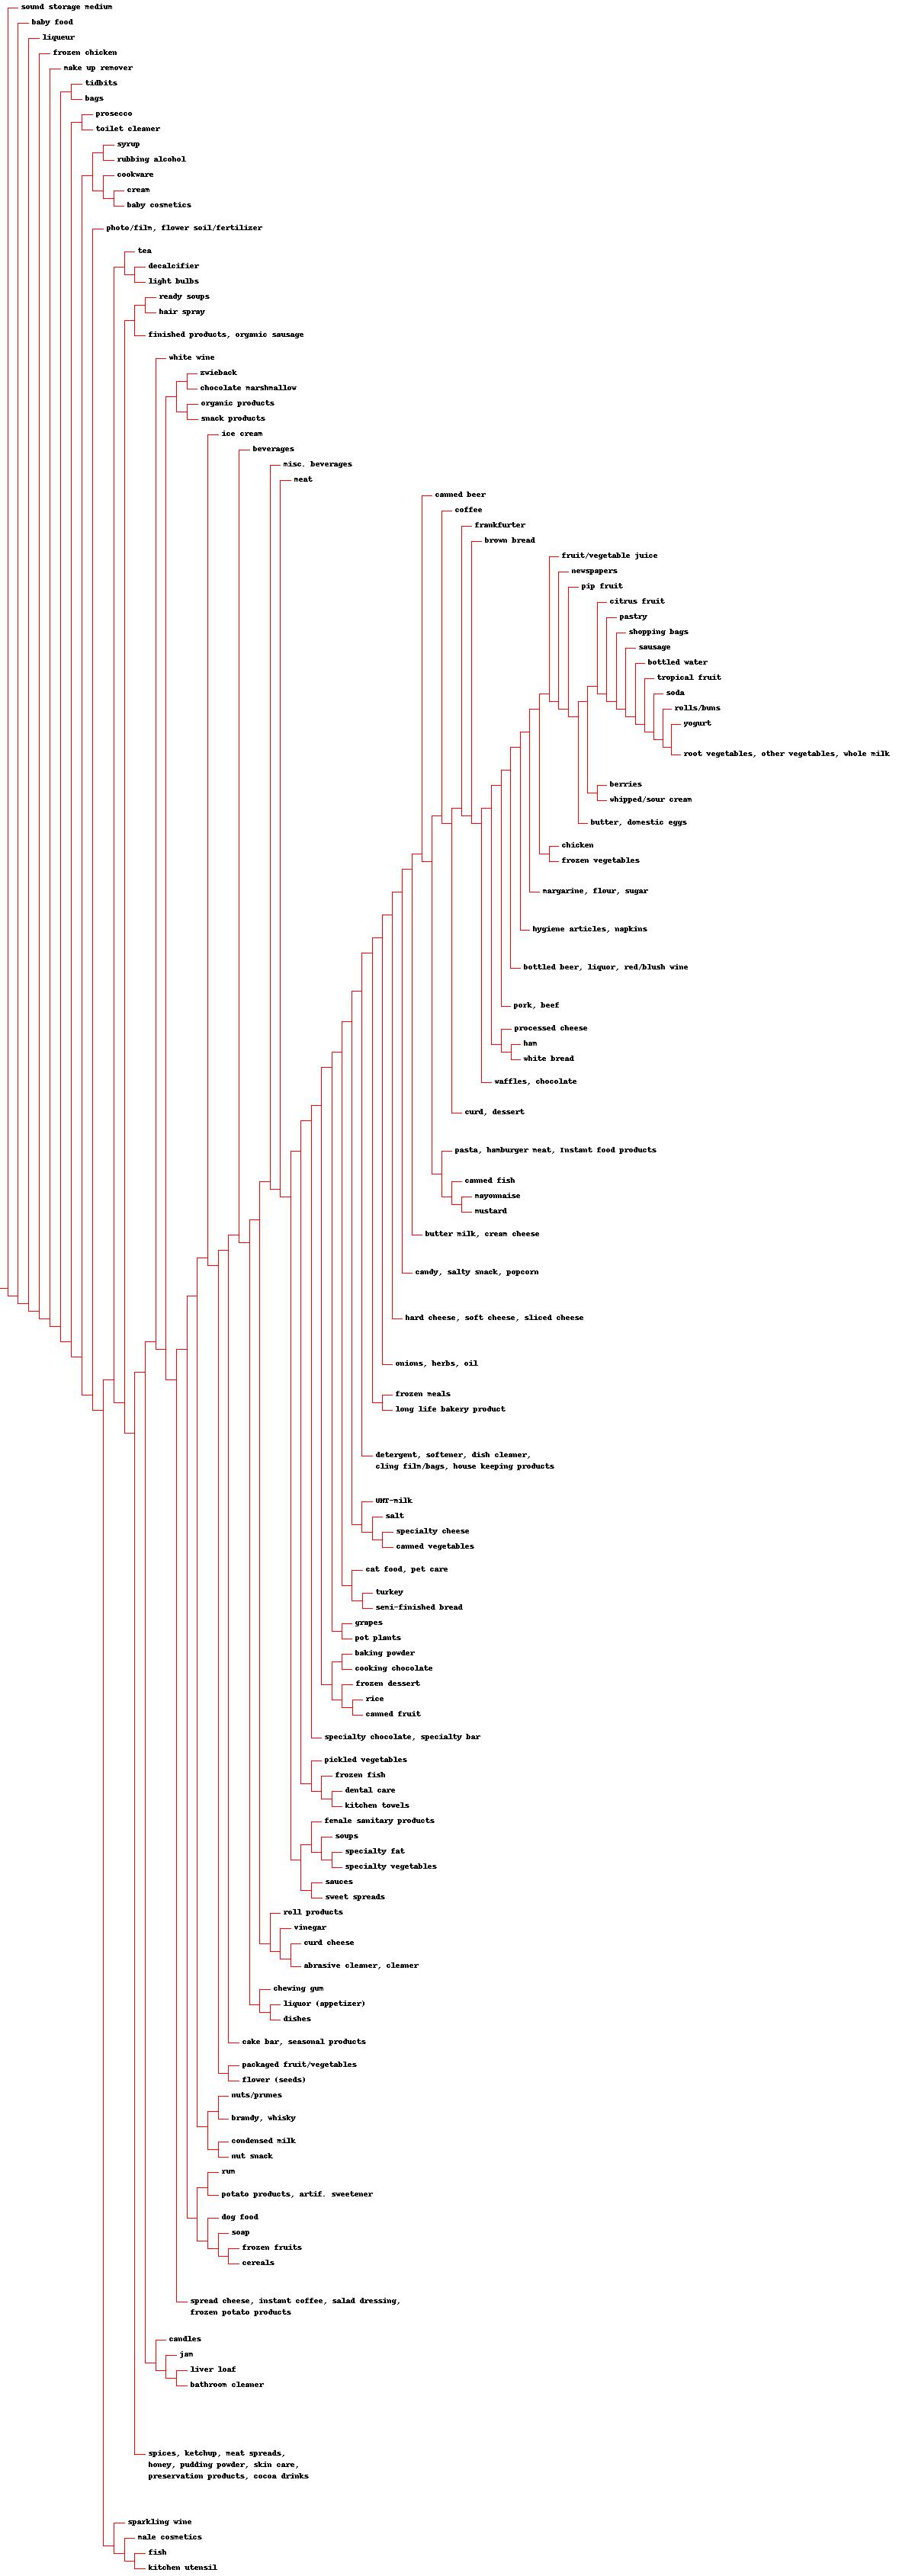 sound storage medium
baby food
liqueur
frozen chicken
make up remover
tidbits
bags
prosecco
toilet cleaner
syrup
rubbing alcohol
cookware
cream
baby cosmetics
photo/film, flower soil/fertilizer
tea
decalcifier
light bulbs
ready soups
hair spray
finished products, organic sausage
white wine
zwieback
chocolate marshmallow
organic products
snack products
ice cream
beverages
misc. beverages
meat
canned beer
coffee
frankfurter
brown bread
fruit/vegetable juice
newspapers
pip fruit
citrus fruit
pastry
shopping bags
sausage
bottled water
tropical fruit
soda
rolls/buns
yogurt
root vegetables, other vegetables, whole milk
berries
whipped/sour cream
butter, domestic eggs
chicken
frozen vegetables
margarine, flour, sugar
hygiene articles, napkins
bottled beer, liquor, red/blush wine
pork, beef
processed cheese
ham
white bread
waffles, chocolate
curd, dessert
pasta, hamburger meat, Instant food products
canned fish
mayonnaise
mustard
butter milk, cream cheese
candy, salty snack, popcorn
hard cheese, soft cheese, sliced cheese
onions, herbs, oil
frozen meals
long life bakery product
detergent, softener, dish cleaner,
cling film/bags, house keeping products
UHT-milk
salt
specialty cheese
canned vegetables
cat food, pet care
turkey
semi-finished bread
grapes
pot plants
baking powder
cooking chocolate
frozen dessert
rice
canned fruit
specialty chocolate, specialty bar
pickled vegetables
frozen fish
dental care
kitchen towels
female sanitary products
soups
specialty fat
specialty vegetables
sauces
sweet spreads
roll products
vinegar
curd cheese
abrasive cleaner, cleaner
chewing gum
liquor (appetizer)
dishes
cake bar, seasonal products
packaged fruit/vegetables
flower (seeds)
nuts/prunes
brandy, whisky
condensed milk
nut snack
rum
potato products, artif. sweetener
dog food
soap
frozen fruits
cereals
spread cheese, instant coffee, salad dressing,
frozen potato products
candles
jam
liver loaf
bathroom cleaner
spices, ketchup, meat spreads,
honey, pudding powder, skin care,
preservation products, cocoa drinks
sparkling wine
male cosmetics
fish
kitchen utensil